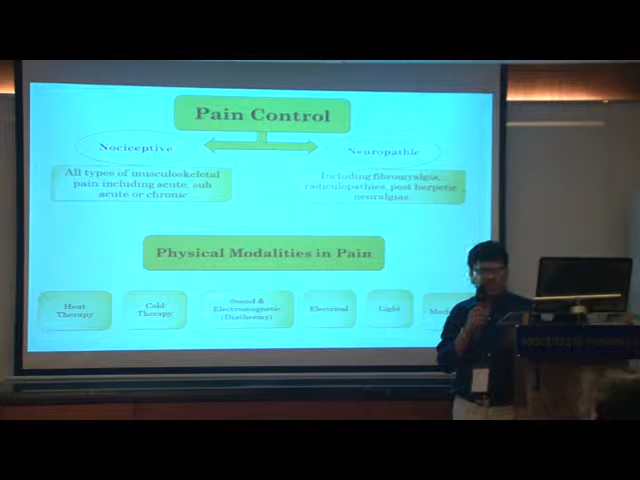 Pain Control
Nociceptive
Neuropathic
All types of musculoskeletal
pain including acute, sub
acute or chronic
Including fibromyalgia,
radiculopathies, post herpetic
neuralgias.
Physical Modalities in Pain
Heat
Therapy
Cold
Therapy
Sound &
Electromagnetic
(Diathermy)
Electrical
Light